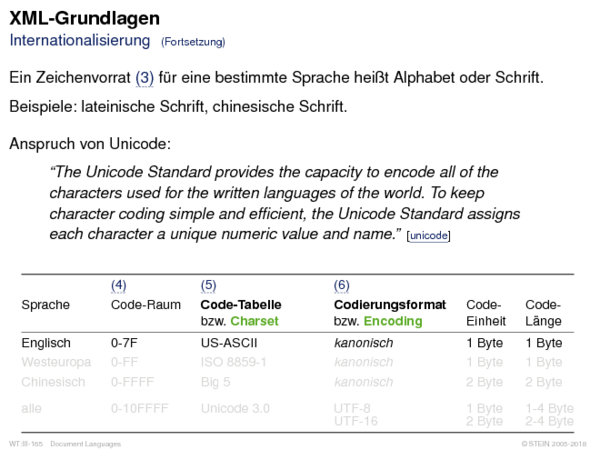 XML-Grundlagen
Internationalisierung (Fortsetzung)
Ein Zeichenvorrat (3) für eine bestimmte Sprache heißt Alphabet oder Schrift.
Beispiele: lateinische Schrift, chinesische Schrift.
Anspruch von Unicode:
“The Unicode Standard provides the capacity to encode all of the
characters used for the written languages of the world. To keep
character coding simple and efficient, the Unicode Standard assigns
each character a unique numeric value and name.” [unicode]
(4) (5) (6)
Sprache Code-Raum Code-Tabelle Codierungsformat Code- Code-
bzw. Charset bzw. Encoding Einheit Länge
Englisch 0-7F US-ASCII kanonisch 1 Byte 1 Byte
Westeuropa 0-FF ISO 8859-1 kanonisch 1 Byte 1 Byte
Chinesisch 0-FFFF Big 5 kanonisch 2 Byte 2 Byte
alle 0-10FFFF Unicode 3.0 UTF-8 1 Byte 1-4 Byte
UTF-16 2 Byte 2-4 Byte
WT:III-165 Document Languages © STEIN 2005-2018